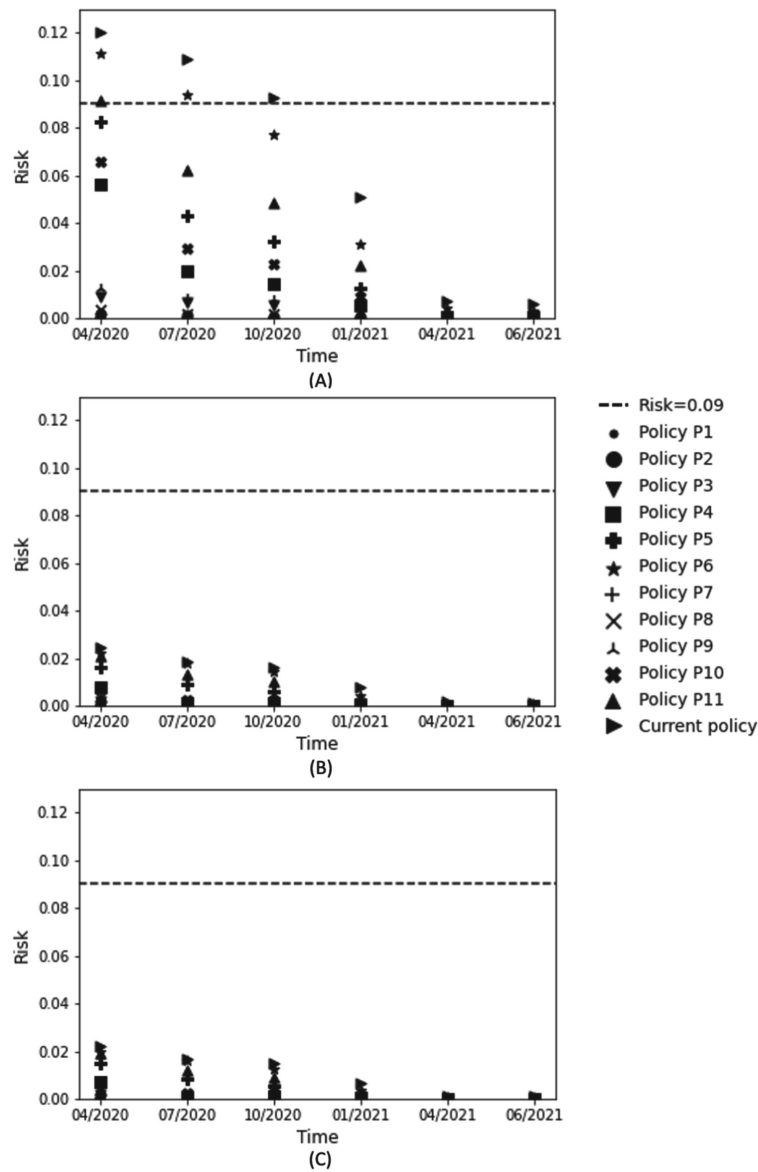 0.12
0.10
0.08
0.06
0.04
0.02
0.00
Risk
04/2020 07/2020 10/2020 01/2021 04/2021 06/2021
Time
(A)
0.12
0.10
0.08
0.06
0.04
0.02
0.00
Risk
04/2020 07/2020 10/2020 01/2021 04/2021 06/2021
Time
(B)
Risk=0.09
Policy P1
Policy P2
Policy P3
Policy P4
Policy P5
Policy P6
Policy P7
Policy P8
Policy P9
Policy P10
Policy P11
Current policy
0.12
0.10
0.08
0.06
0.04
0.02
0.00
Risk
04/2020 07/2020 10/2020 01/2021 04/2021 06/2021
Time
(C)